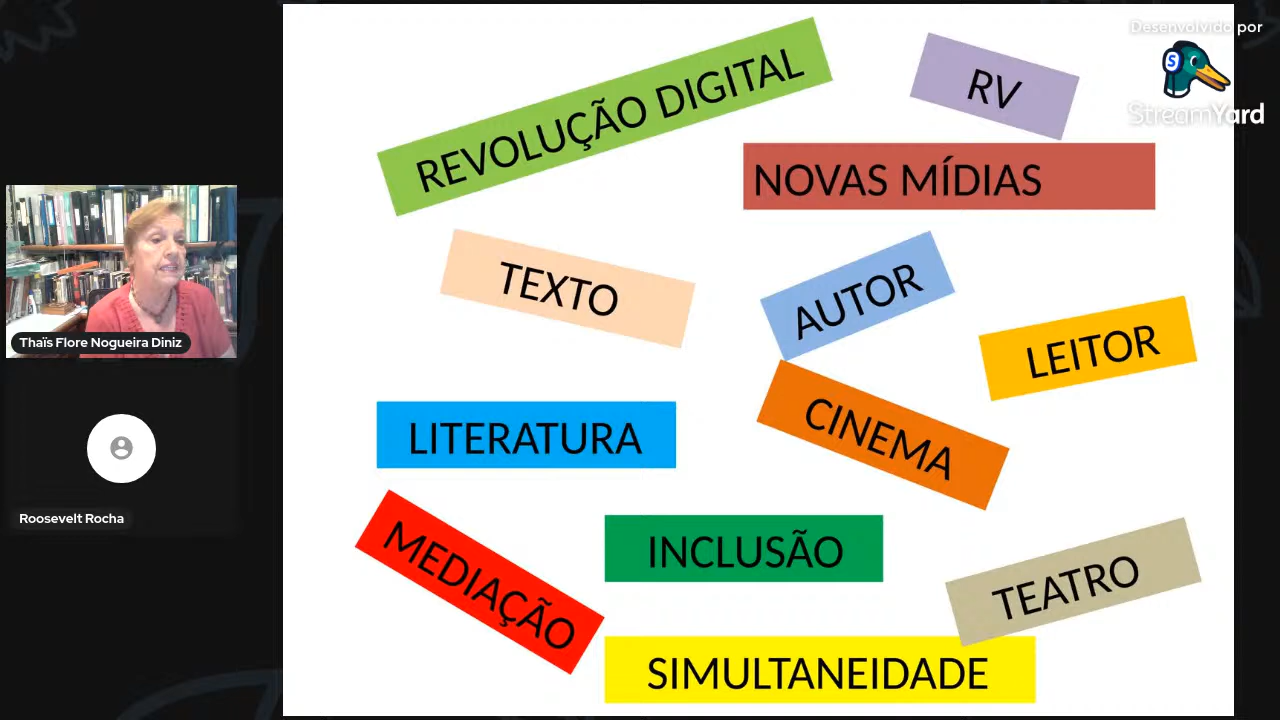 Desenvolvido por
StreamYard
REVOLUÇÃO DIGITAL
RV
NOVAS MÍDIAS
TEXTO
AUTOR
LEITOR
Thaïs Flore Nogueira Diniz
LITERATURA
CINEMA
Roosevelt Rocha
MEDIAÇÃO
INCLUSÃO
TEATRO
SIMULTANEIDADE